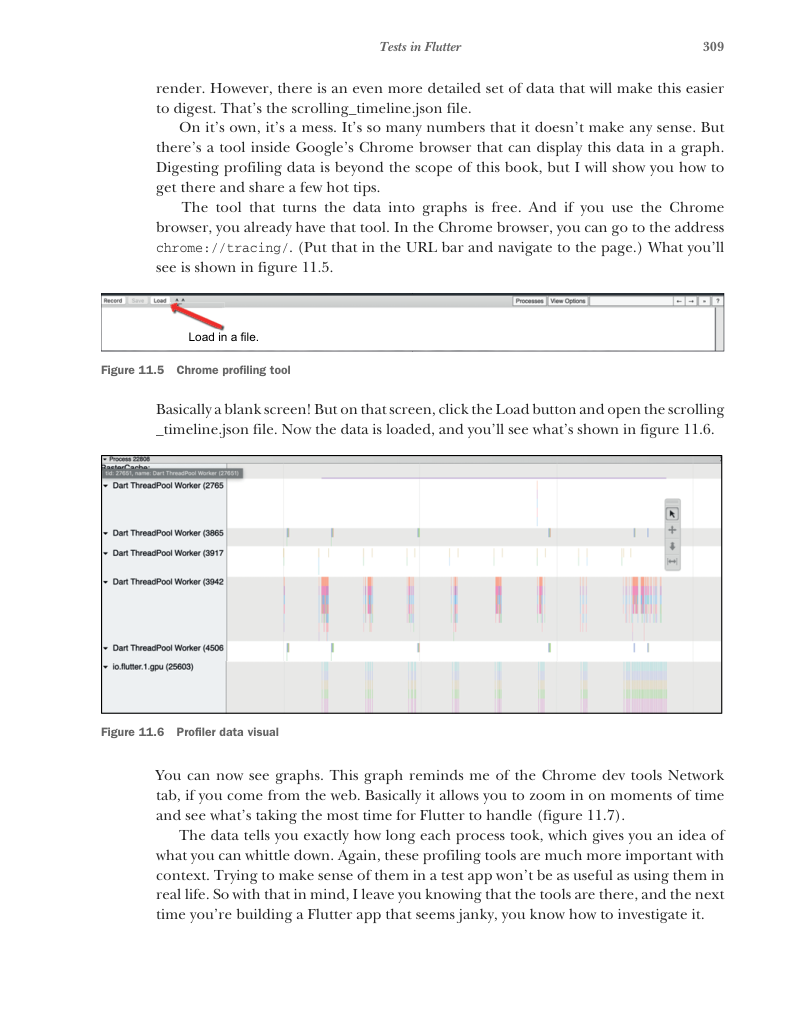 Tests in Flutter 309
render. However, there is an even more detailed set of data that will make this easier
to digest. That's the scrolling_timeline.json file.
On it's own, it's a mess. It's so many numbers that it doesn't make any sense. But
there's a tool inside Google's Chrome browser that can display this data in a graph.
Digesting profiling data is beyond the scope of this book, but I will show you how to
get there and share a few hot tips.
The tool that turns the data into graphs is free. And if you use the Chrome
browser, you already have that tool. In the Chrome browser, you can go to the address
chrome://tracing/. (Put that in the URL bar and navigate to the page.) What you'll
see is shown in figure 11.5.
Record Save Load Processes View Options ← → » ?
Load in a file.
Figure 11.5 Chrome profiling tool
Basically a blank screen! But on that screen, click the Load button and open the scrolling
_timeline.json file. Now the data is loaded, and you'll see what's shown in figure 11.6.
Process 22808
RasterCache:
tid: 27651, name: Dart ThreadPool Worker (27651)
Dart ThreadPool Worker (2765
Dart ThreadPool Worker (3865
Dart ThreadPool Worker (3917
Dart ThreadPool Worker (3942
Dart ThreadPool Worker (4506
io.flutter.1.gpu (25603)
Figure 11.6 Profiler data visual
You can now see graphs. This graph reminds me of the Chrome dev tools Network
tab, if you come from the web. Basically it allows you to zoom in on moments of time
and see what's taking the most time for Flutter to handle (figure 11.7).
The data tells you exactly how long each process took, which gives you an idea of
what you can whittle down. Again, these profiling tools are much more important with
context. Trying to make sense of them in a test app won't be as useful as using them in
real life. So with that in mind, I leave you knowing that the tools are there, and the next
time you're building a Flutter app that seems janky, you know how to investigate it.